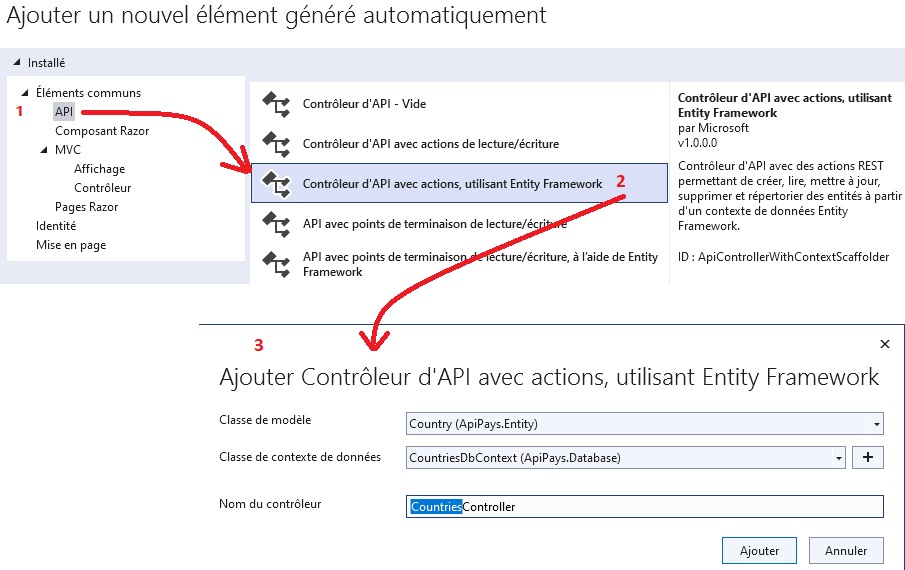 Ajouter un nouvel élément généré automatiquement
Installé
Éléments communs
1
API
Composant Razor
MVC
Affichage
Contrôleur
Pages Razor
Identité
Mise en page
Contrôleur d'API - Vide
Contrôleur d'API avec actions de lecture/écriture
Contrôleur d'API avec actions, utilisant Entity Framework 2
API avec points de terminaison de lecture/écriture
API avec points de terminaison de lecture/écriture, à l'aide de Entity
Framework
Contrôleur d'API avec actions, utilisant
Entity Framework
par Microsoft
v1.0.0.0
Contrôleur d'API avec des actions REST
permettant de créer, lire, mettre à jour,
supprimer et répertorier des entités à partir
d'un contexte de données Entity
Framework.
ID : ApiControllerWithContextScaffolder
3
Ajouter Contrôleur d'API avec actions, utilisant Entity Framework
Classe de modèle
Country (ApiPays.Entity)
Classe de contexte de données
CountriesDbContext (ApiPays.Database)
Nom du contrôleur
CountriesController
Ajouter
Annuler